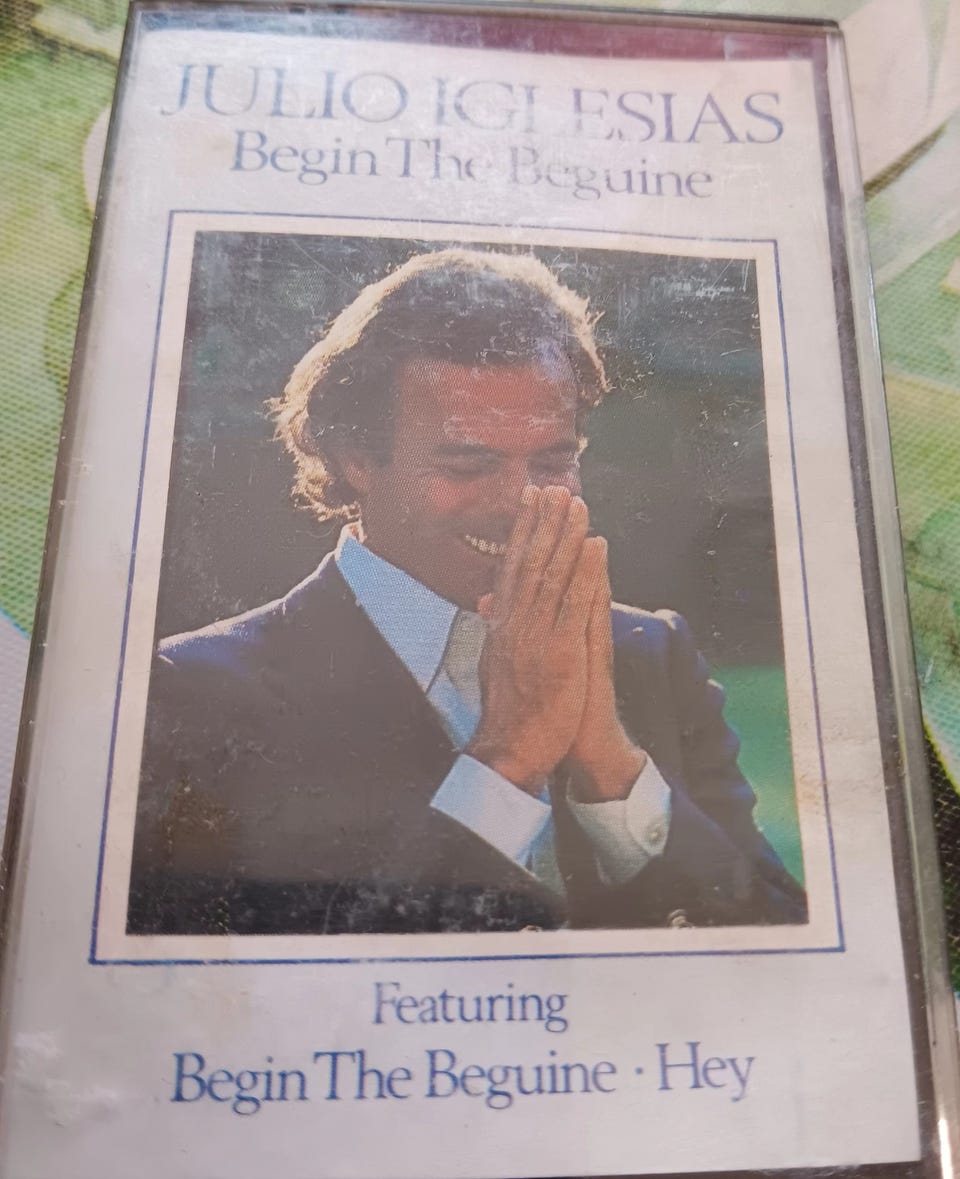 JULIO IGLESIAS
Begin The Beguine
Featuring
Begin The Beguine · Hey